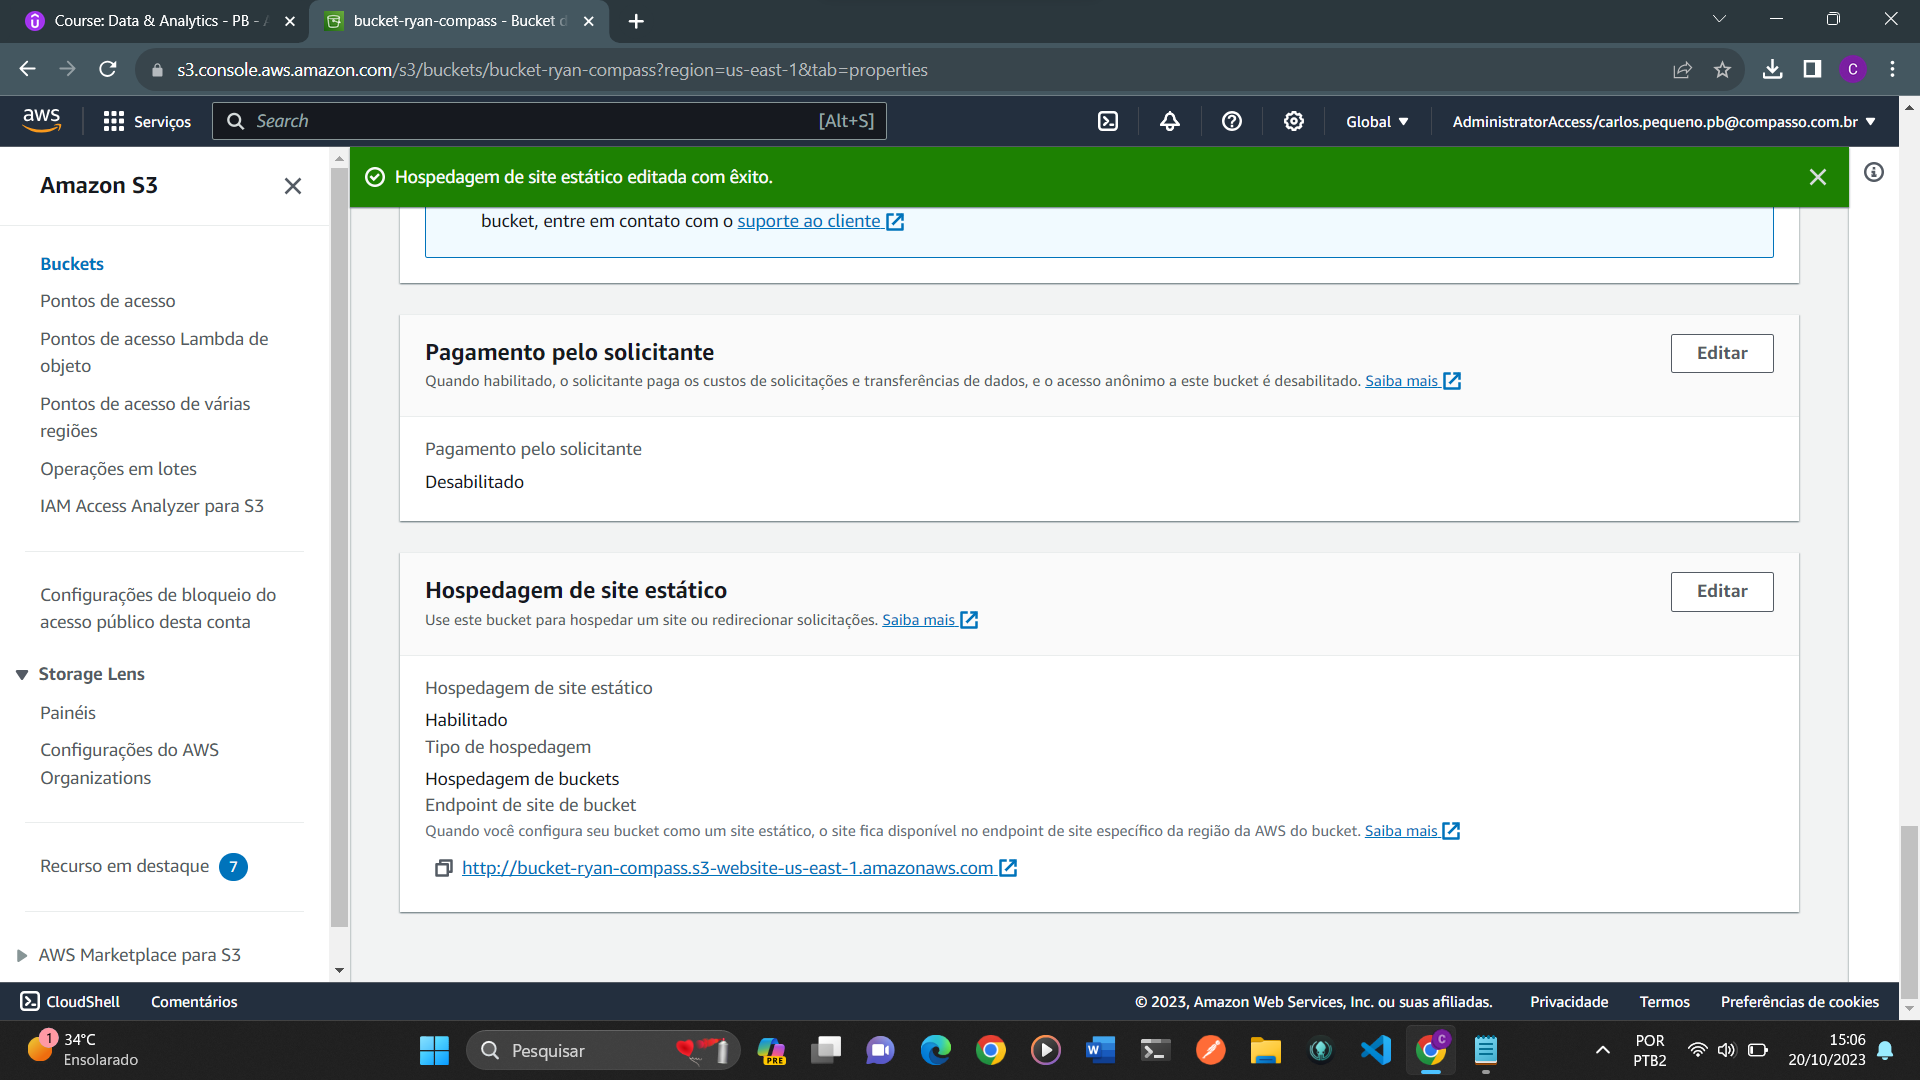 Course: Data & Analytics - PB - A
bucket-ryan-compass - Bucket d
s3.console.aws.amazon.com/s3/buckets/bucket-ryan-compass?region=us-east-1&tab=properties
C
aws
Serviços
Search
[Alt+S]
Global
AdministratorAccess/carlos.pequeno.pb@compasso.com.br
Amazon S3
Buckets
Pontos de acesso
Pontos de acesso Lambda de
objeto
Pontos de acesso de várias
regiões
Operações em lotes
IAM Access Analyzer para S3
Configurações de bloqueio do
acesso público desta conta
Storage Lens
Painéis
Configurações do AWS
Organizations
Recurso em destaque 7
AWS Marketplace para S3
Hospedagem de site estático editada com êxito.
bucket, entre em contato com o suporte ao cliente
Pagamento pelo solicitante
Editar
Quando habilitado, o solicitante paga os custos de solicitações e transferências de dados, e o acesso anônimo a este bucket é desabilitado. Saiba mais
Pagamento pelo solicitante
Desabilitado
Hospedagem de site estático
Editar
Use este bucket para hospedar um site ou redirecionar solicitações. Saiba mais
Hospedagem de site estático
Habilitado
Tipo de hospedagem
Hospedagem de buckets
Endpoint de site de bucket
Quando você configura seu bucket como um site estático, o site fica disponível no endpoint de site específico da região da AWS do bucket. Saiba mais
http://bucket-ryan-compass.s3-website-us-east-1.amazonaws.com
CloudShell
Comentários
© 2023, Amazon Web Services, Inc. ou suas afiliadas.
Privacidade
Termos
Preferências de cookies
1
34°C
Ensolarado
Pesquisar
PRE
W
C
POR
PTB2
15:06
20/10/2023